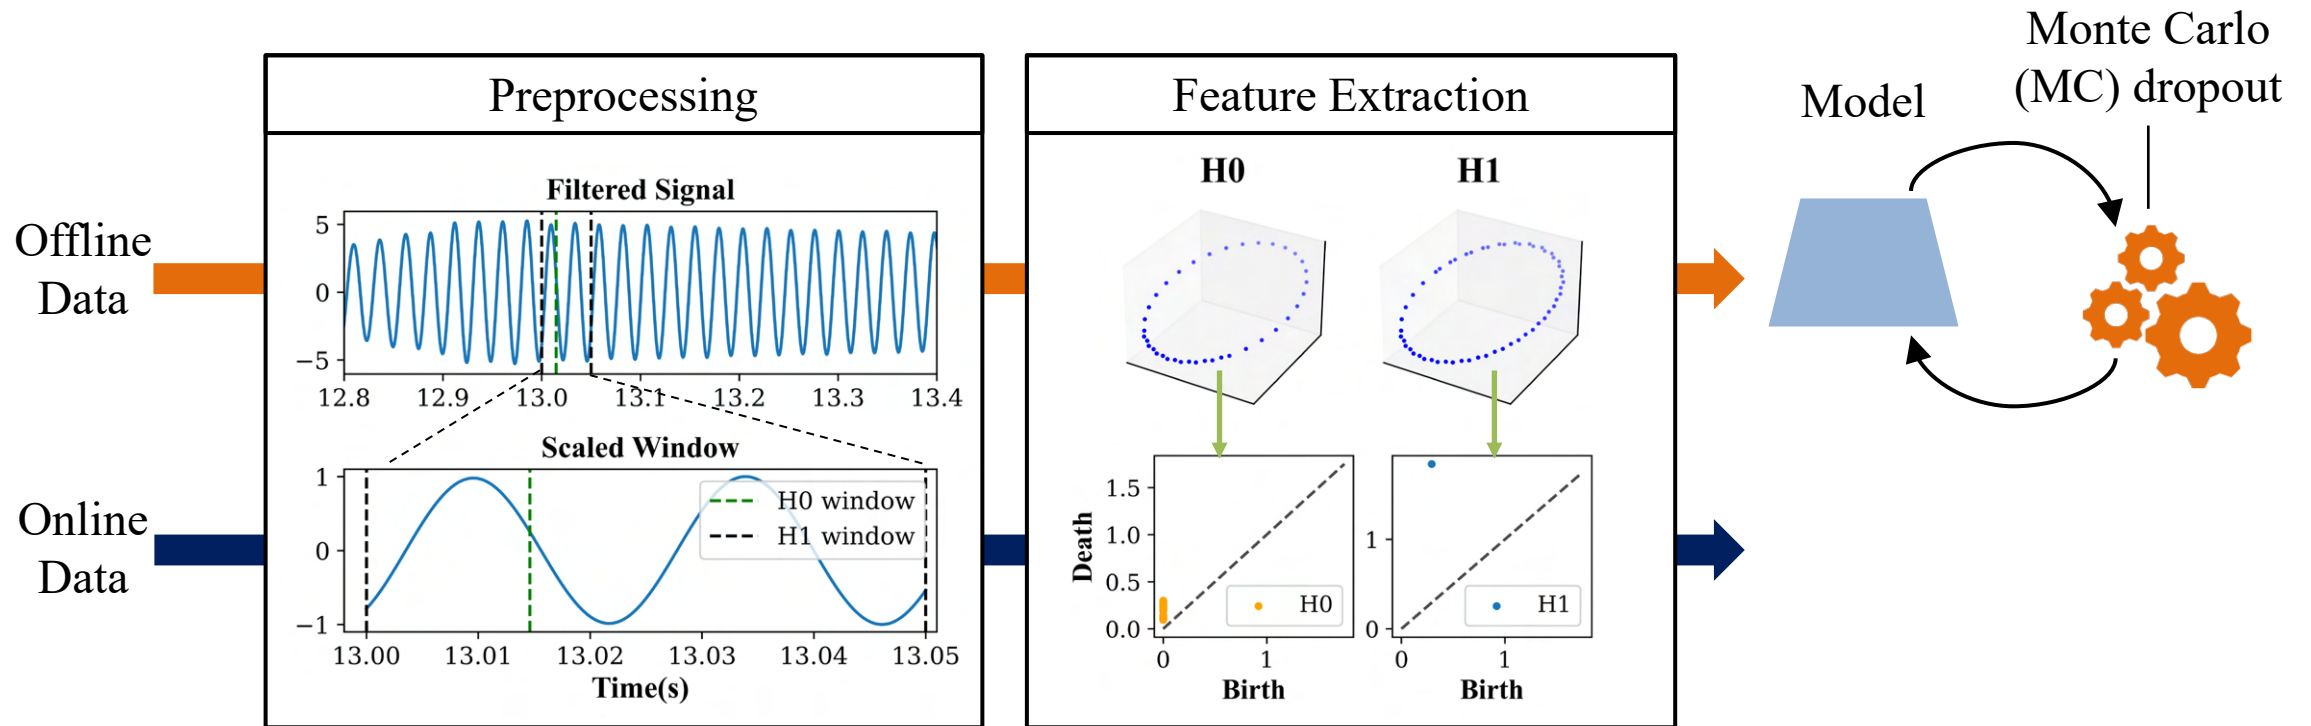 Monte Carlo
(MC) dropout
Model
Preprocessing
Feature Extraction
Offline
Data
Online
Data
Filtered Signal
5
0
−5
12.8 12.9 13.0 13.1 13.2 13.3 13.4
Scaled Window
1
0
−1
H0 window
H1 window
13.00 13.01 13.02 13.03 13.04 13.05
Time(s)
H0 H1
Death
1.5
1.0
0.5
0.0
H0
0 1
Birth
1
0
H1
0 1
Birth